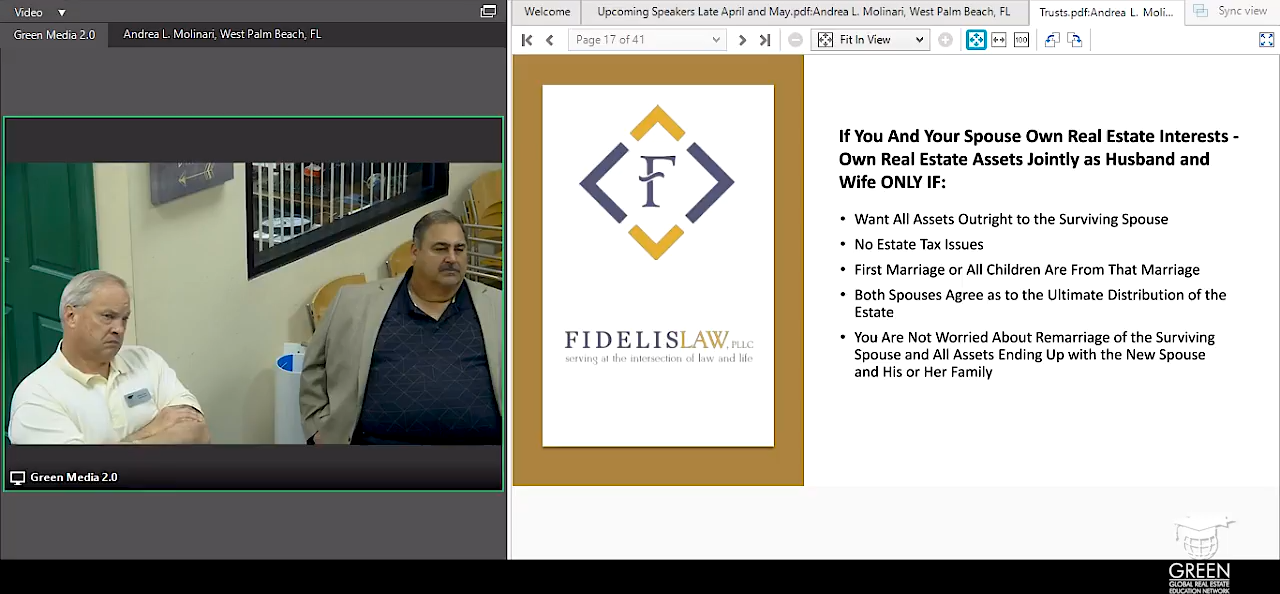 Video
Green Media 2.0
Andrea L. Molinari, West Palm Beach, FL
Green Media 2.0
Welcome
Upcoming Speakers Late April and May.pdf:Andrea L. Molinari, West Palm Beach, FL
Trusts.pdf:Andrea L. Moli...
Sync view
Page 17 of 41
Fit In View
100
F
FIDELISLAW, PLLC
serving at the intersection of law and life
If You And Your Spouse Own Real Estate Interests -
Own Real Estate Assets Jointly as Husband and
Wife ONLY IF:
• Want All Assets Outright to the Surviving Spouse
• No Estate Tax Issues
• First Marriage or All Children Are From That Marriage
• Both Spouses Agree as to the Ultimate Distribution of the
Estate
• You Are Not Worried About Remarriage of the Surviving
Spouse and All Assets Ending Up with the New Spouse
and His or Her Family
GREEN
GLOBAL REAL ESTATE
EDUCATION NETWORK